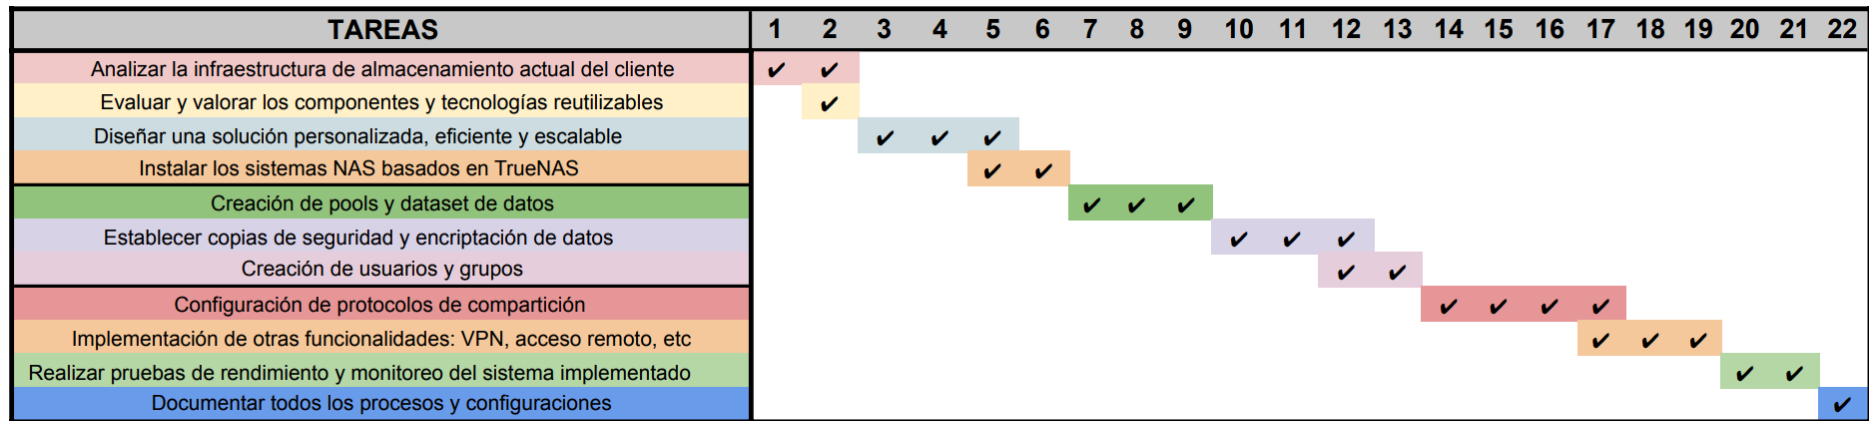 TAREAS 1 2 3 4 5 6 7 8 9 10 11 12 13 14 15 16 17 18 19 20 21 22
Analizar la infraestructura de almacenamiento actual del cliente ✔ ✔
Evaluar y valorar los componentes y tecnologías reutilizables ✔
Diseñar una solución personalizada, eficiente y escalable ✔ ✔ ✔
Instalar los sistemas NAS basados en TrueNAS ✔ ✔
Creación de pools y dataset de datos ✔ ✔ ✔
Establecer copias de seguridad y encriptación de datos ✔ ✔ ✔
Creación de usuarios y grupos ✔ ✔
Configuración de protocolos de compartición ✔ ✔ ✔ ✔
Implementación de otras funcionalidades: VPN, acceso remoto, etc ✔ ✔ ✔
Realizar pruebas de rendimiento y monitoreo del sistema implementado ✔ ✔
Documentar todos los procesos y configuraciones ✔